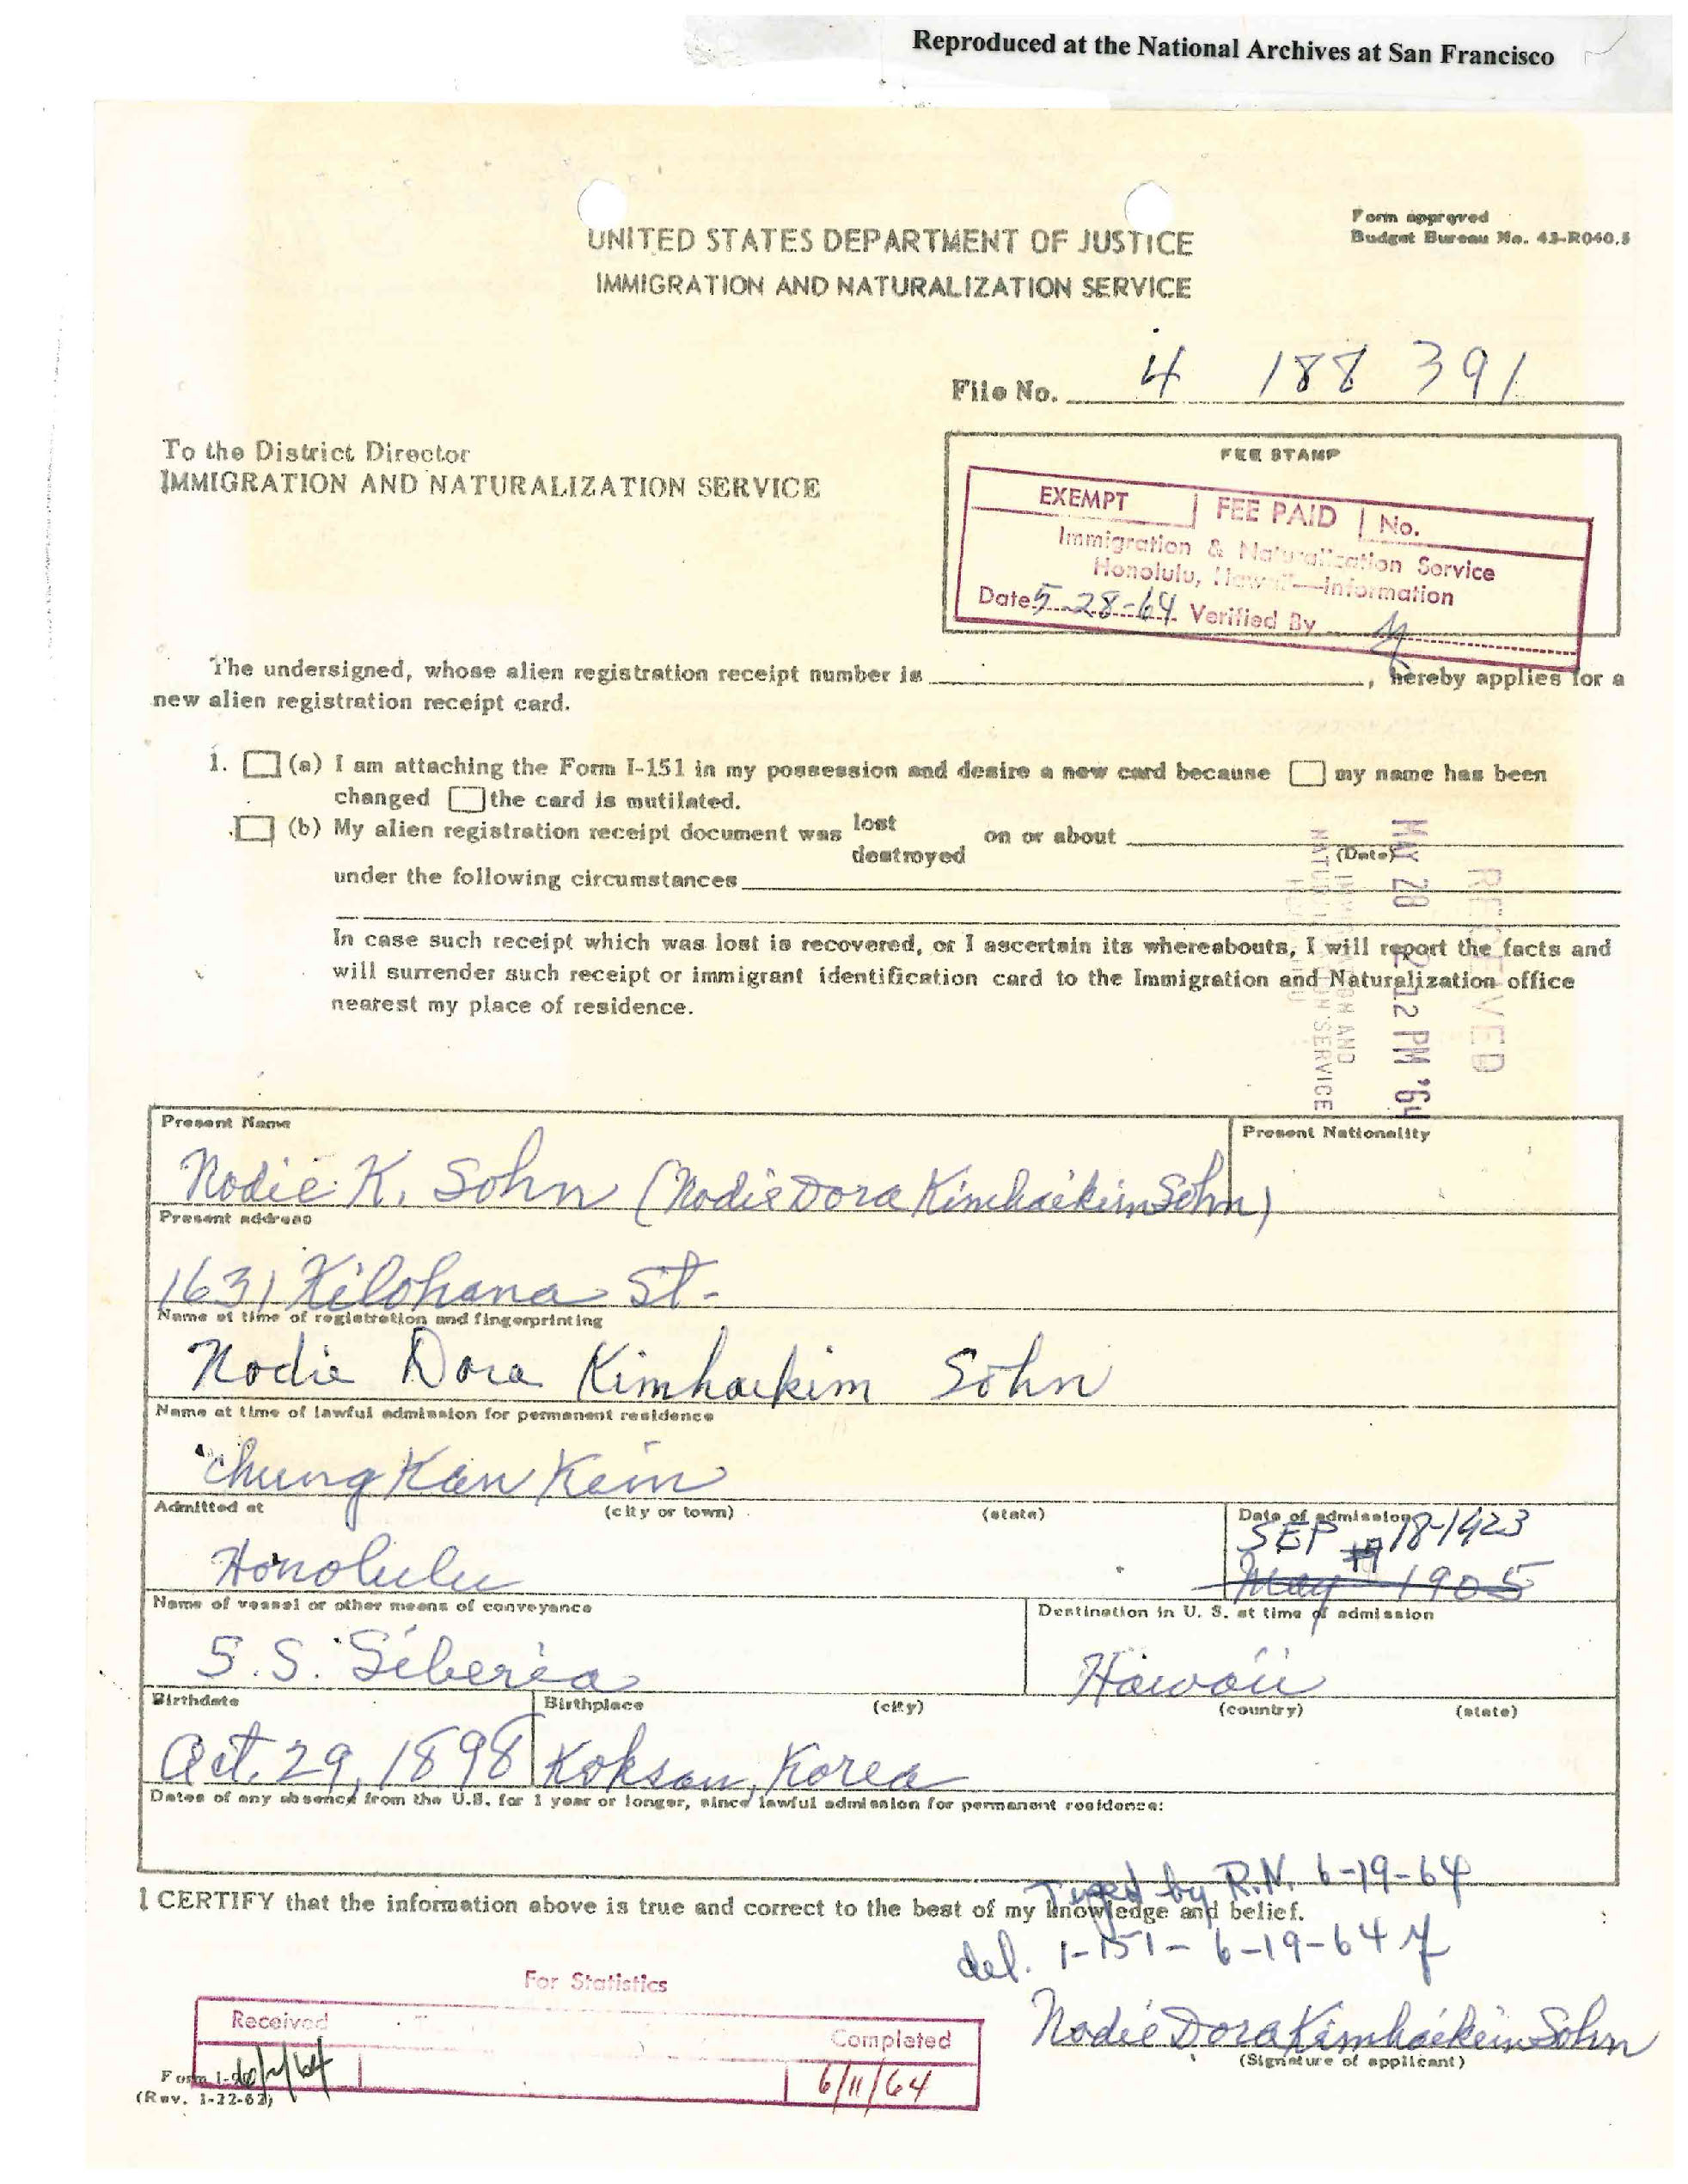 Reproduced at the National Archives at San Francisco
Form approved
Budget Bureau No. 43-R040.5
UNITED STATES DEPARTMENT OF JUSTICE
IMMIGRATION AND NATURALIZATION SERVICE
File No. 4 188 391
To the District Director
IMMIGRATION AND NATURALIZATION SERVICE
FEE STAMP
EXEMPT FEE PAID No.
Immigration & Naturalization Service
Honolulu, Hawaii—Information
Date 5-28-64 Verified By
The undersigned, whose alien registration receipt number is , hereby applies for a
new alien registration receipt card.
1. (a) I am attaching the Form I-151 in my possession and desire a new card because my name has been
changed the card is mutilated.
(b) My alien registration receipt document was lost destroyed on or about
(Date)
under the following circumstances
In case such receipt which was lost is recovered, or I ascertain its whereabouts, I will report the facts and
will surrender such receipt or immigrant identification card to the Immigration and Naturalization office
nearest my place of residence.
RECEIVED
MAY 28 2 12 PM '64
IMMIGRATION AND
NATURALIZATION SERVICE
Present Name
Present Nationality
Nodie K. Sohn (Nodie Dora Kimhaikim Sohn)
Present address
1631 Kilohana St.
Name at time of registration and fingerprinting
Nodie Dora Kimhaikim Sohn
Name at time of lawful admission for permanent residence
Chung Kan Kein
Admitted at (city or town) (state) Date of admission
SEP 18-1923
Honolulu May 1905
Name of vessel or other means of conveyance
Destination in U. S. at time of admission
S.S. Siberia Hawaii
Birthdate Birthplace (city) (country) (state)
Oct. 29, 1898 Koksan, Korea
Dates of any absence from the U.S. for 1 year or longer, since lawful admission for permanent residence:
Typed by R.N. 6-19-64
I CERTIFY that the information above is true and correct to the best of my knowledge and belief.
del. I-151- 6-19-64
For Statistics
Received Completed
Nodie Dora Kimhaikim Sohn
(Signature of applicant)
6/11/64
(Rev. 1-22-62)